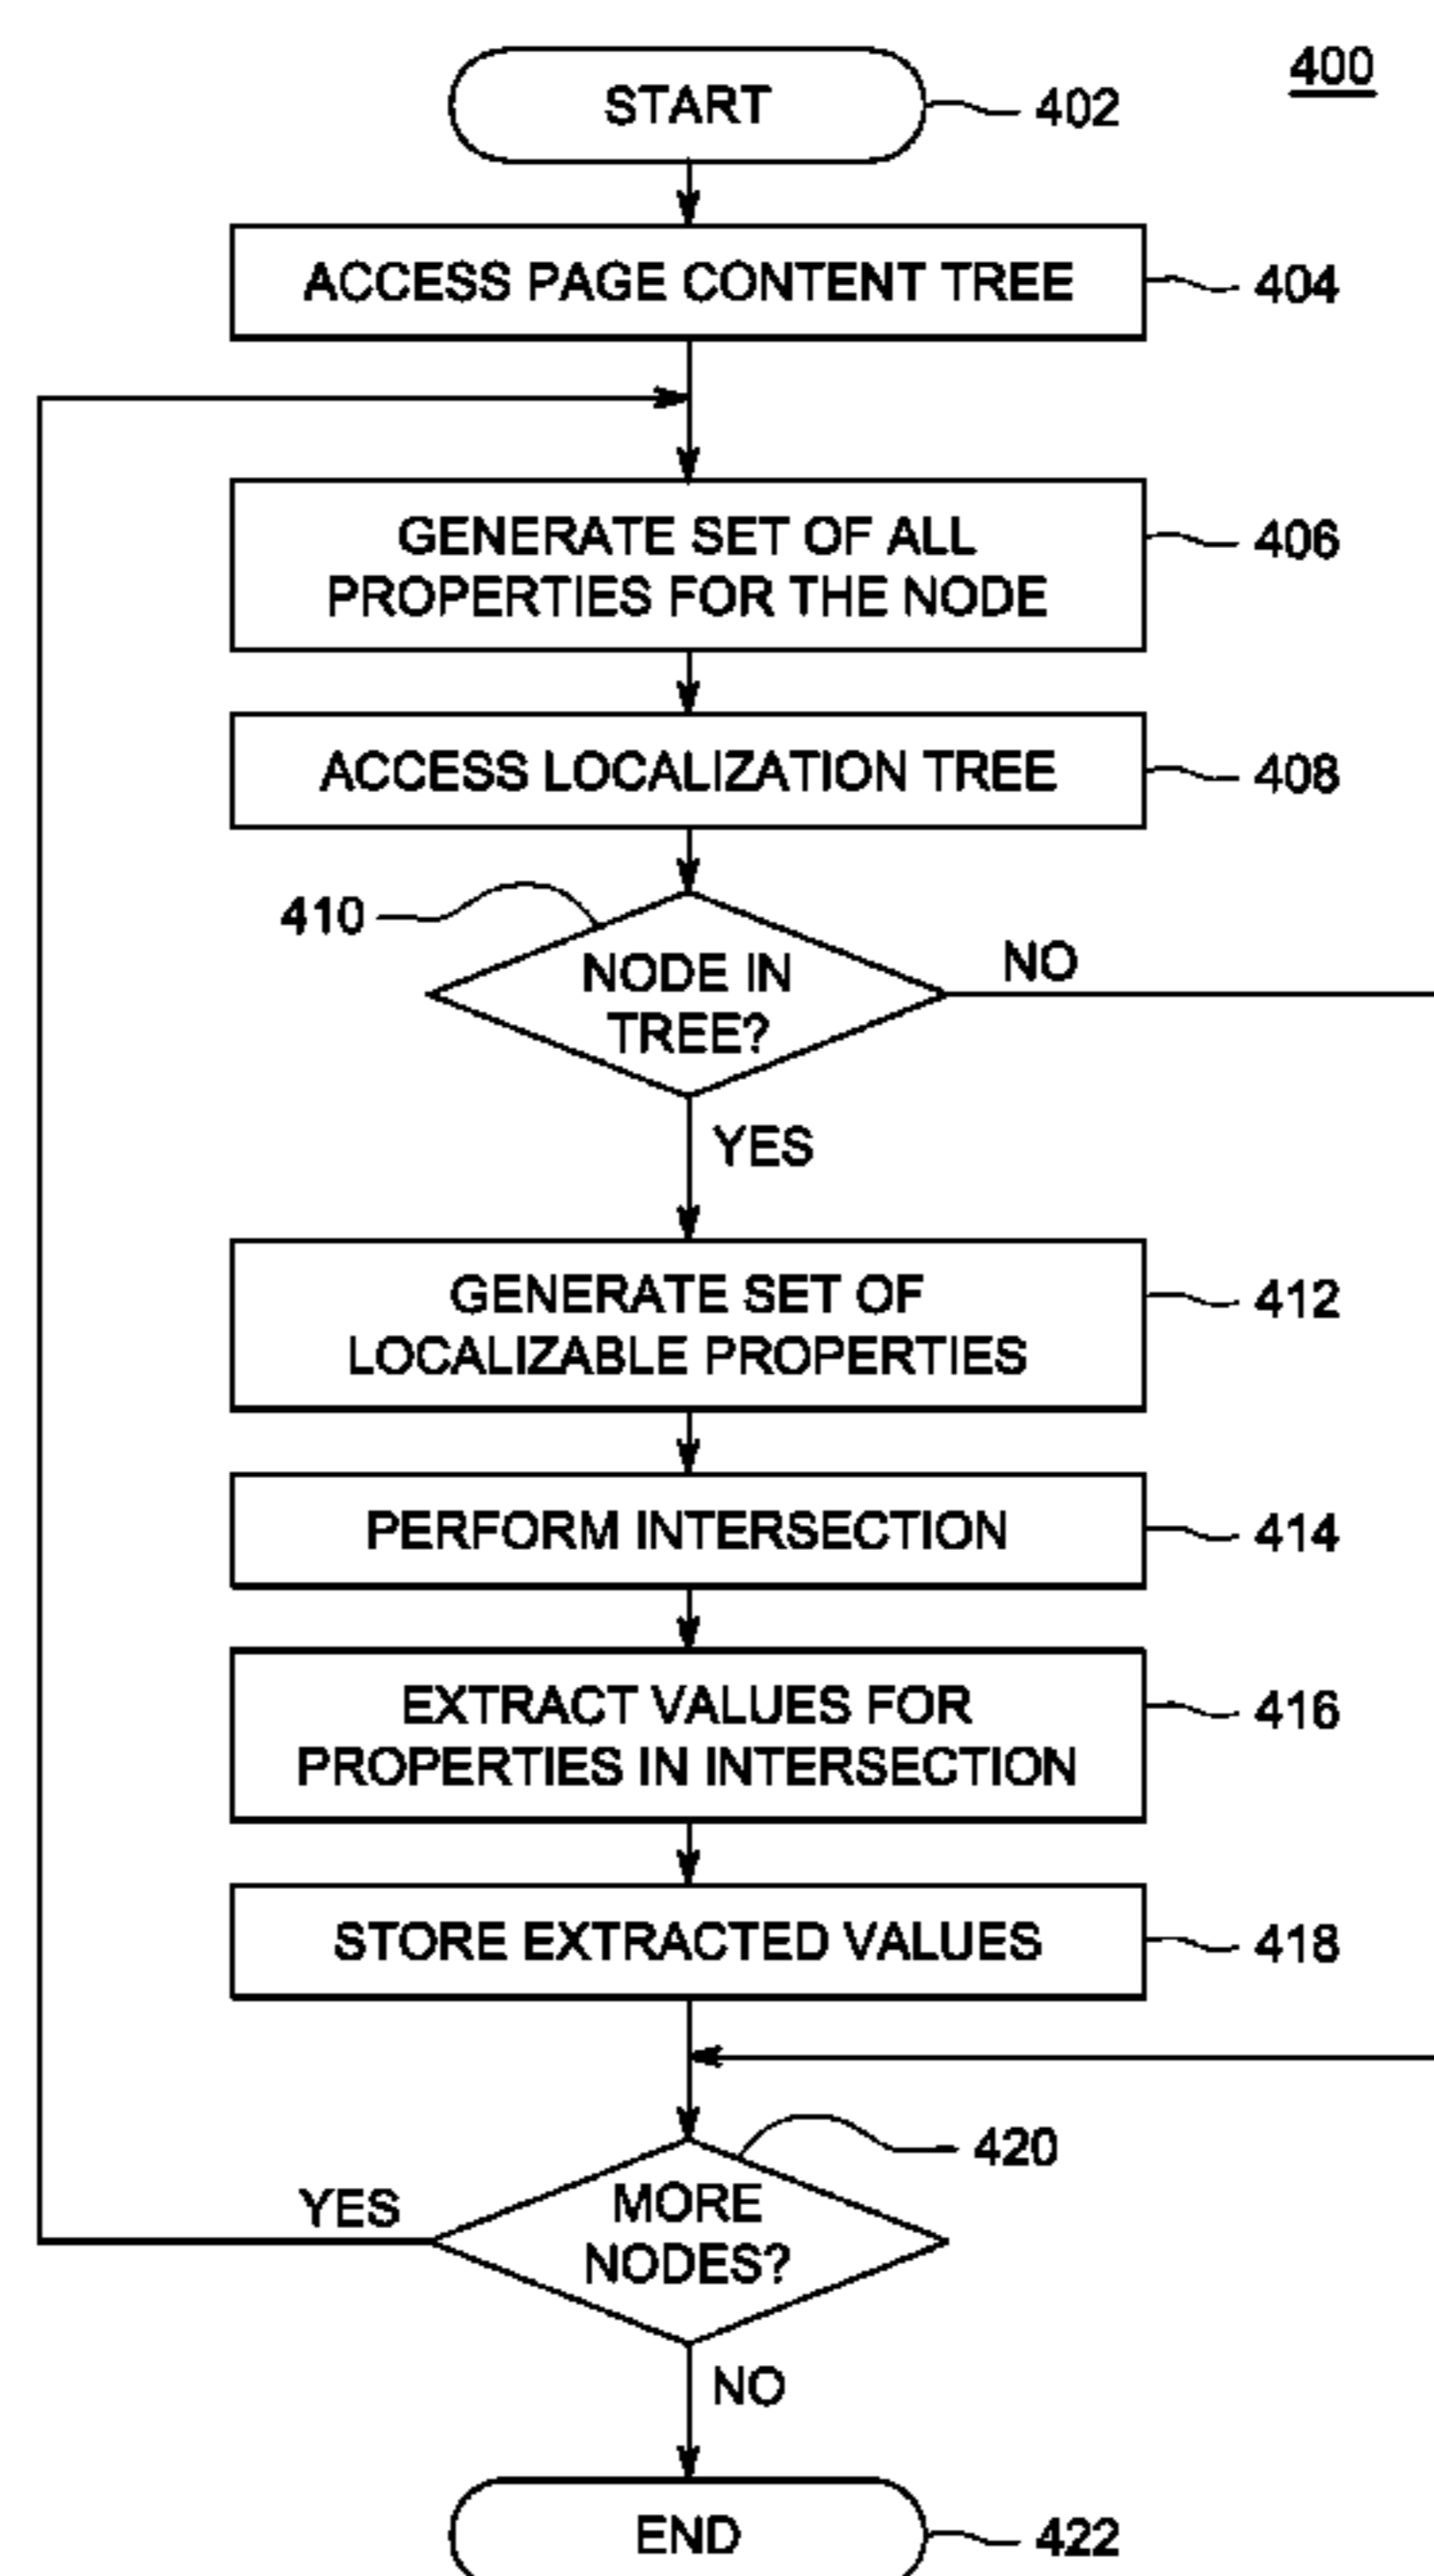 400
START
402
ACCESS PAGE CONTENT TREE
404
GENERATE SET OF ALL
PROPERTIES FOR THE NODE
406
ACCESS LOCALIZATION TREE
408
410
NODE IN
TREE?
NO
YES
GENERATE SET OF
LOCALIZABLE PROPERTIES
412
PERFORM INTERSECTION
414
EXTRACT VALUES FOR
PROPERTIES IN INTERSECTION
416
STORE EXTRACTED VALUES
418
420
YES
MORE
NODES?
NO
END
422